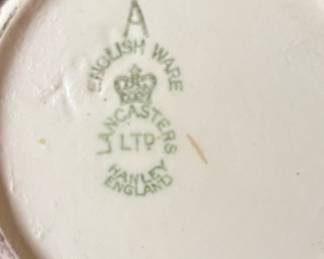 A
ENGLISH WARE
LANCASTERS
LTD
HANLEY
ENGLAND